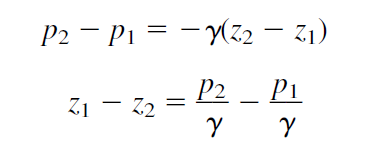 p₂ − p₁ = −γ(z₂ − z₁)
z₁ − z₂ = p₂/γ − p₁/γ